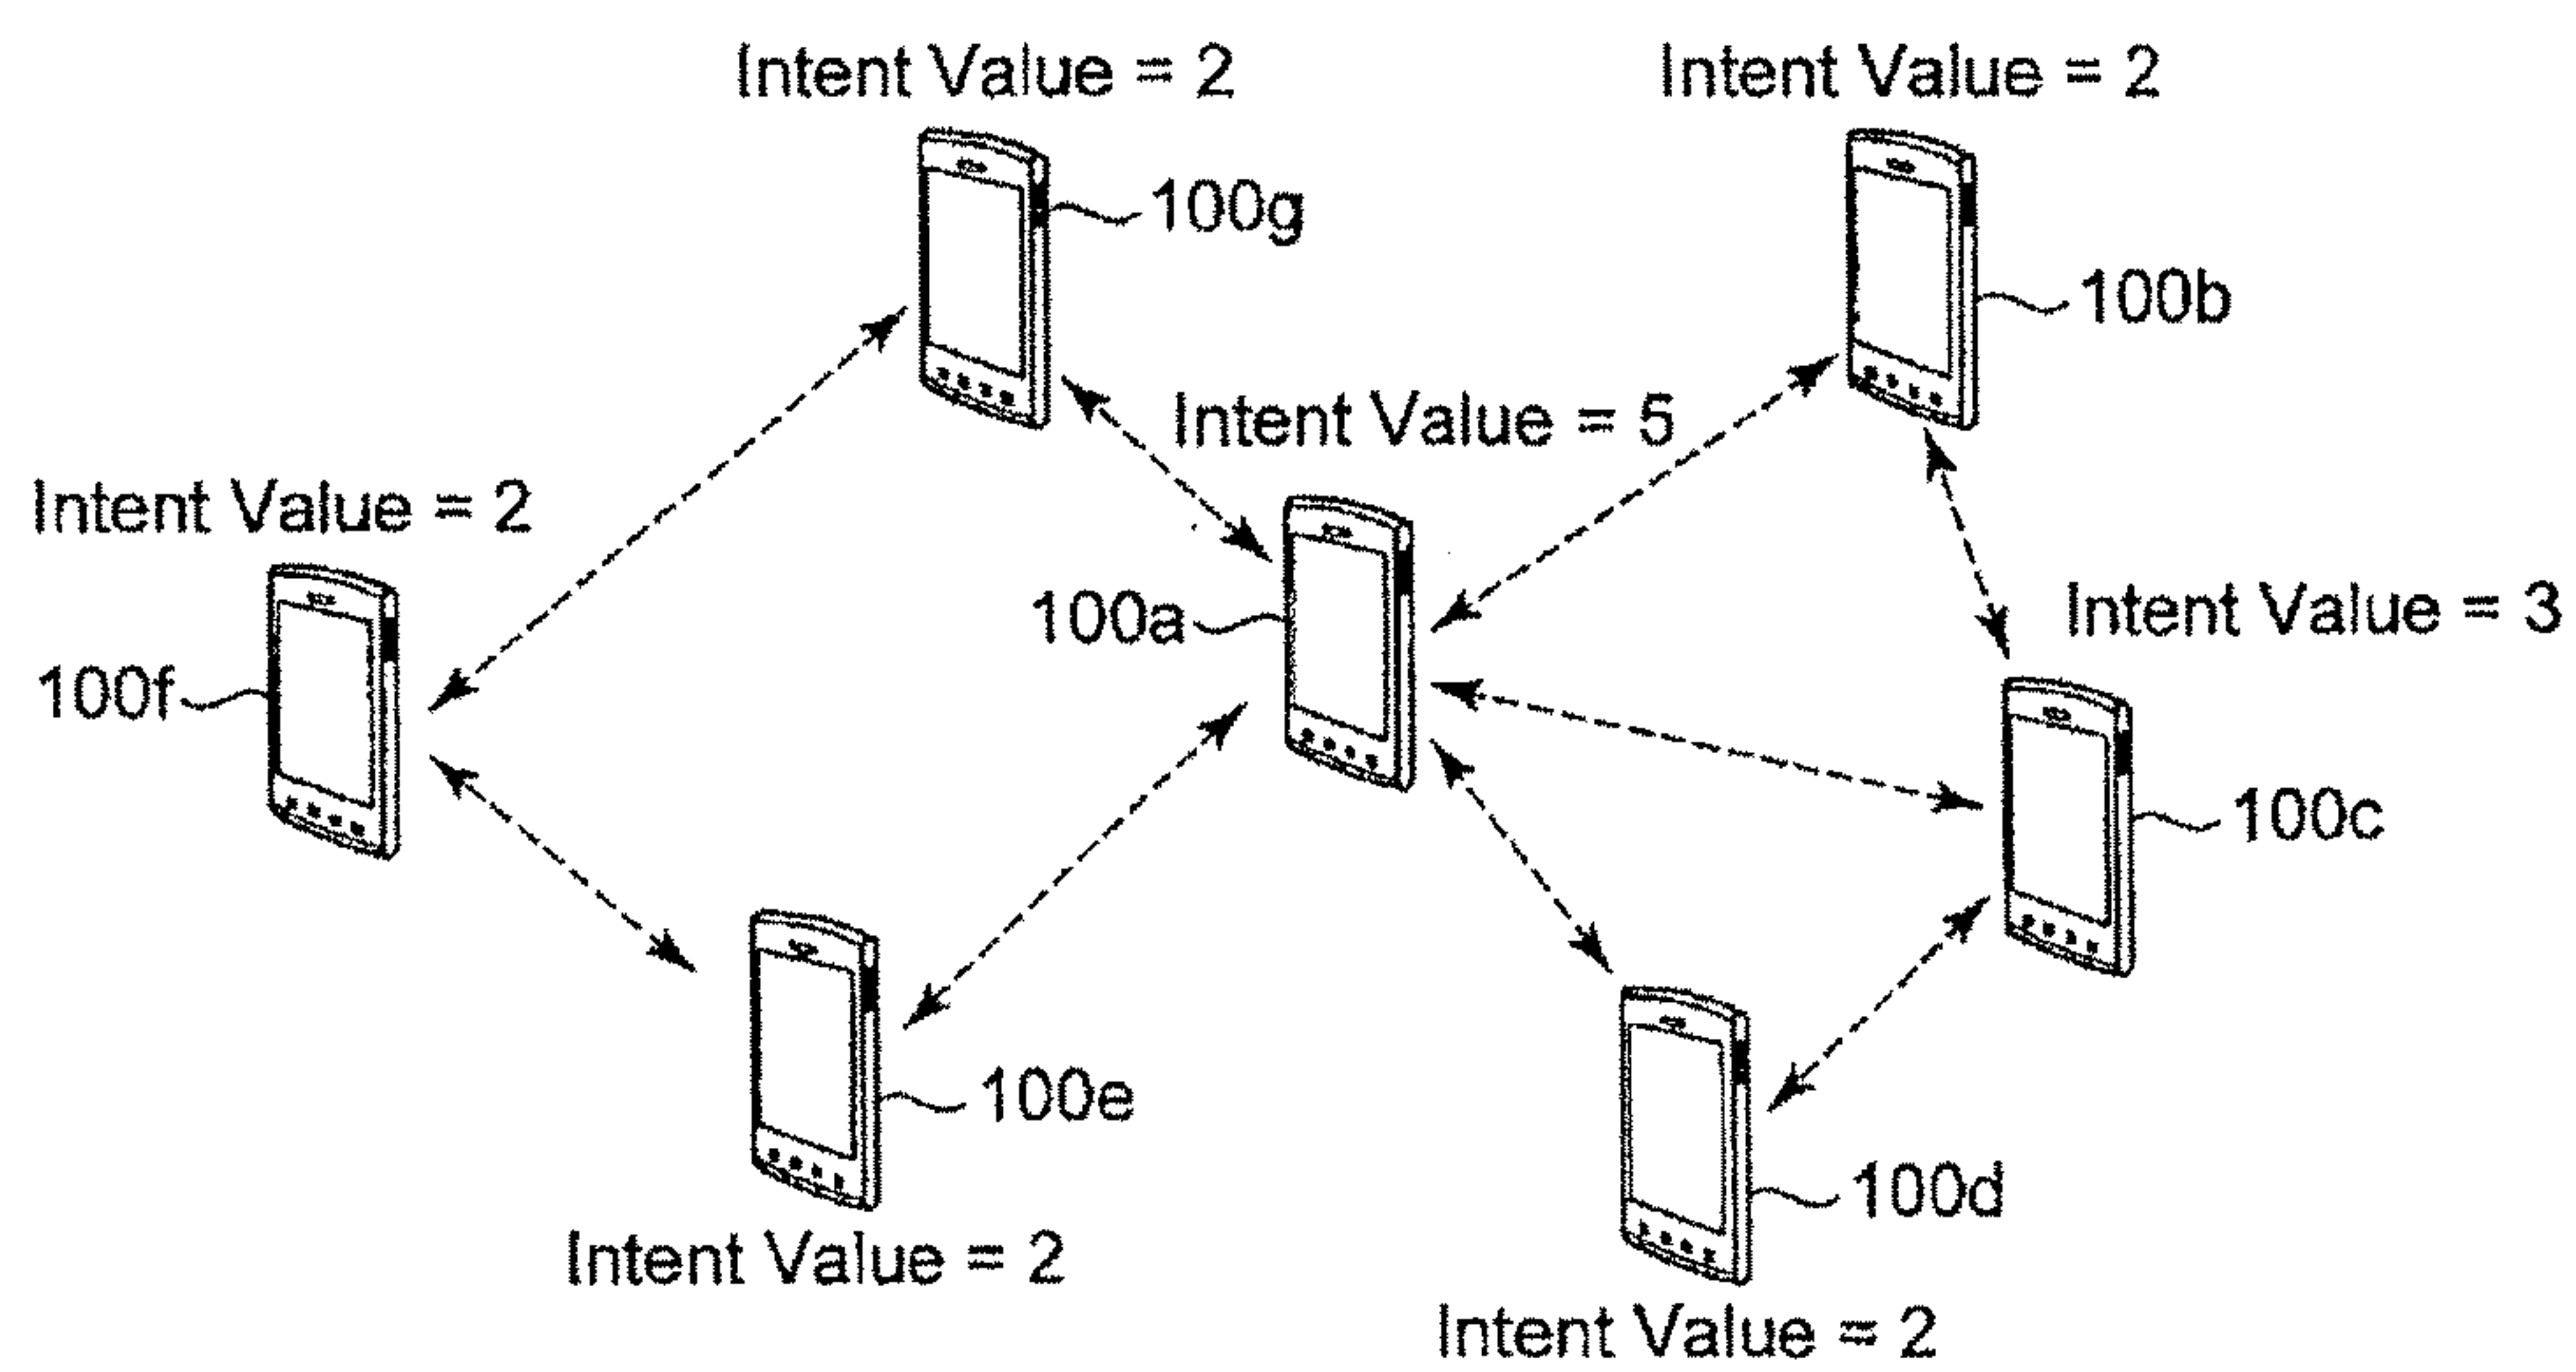 Intent Value = 2
Intent Value = 2
100g
100b
Intent Value = 5
Intent Value = 2
100a
Intent Value = 3
100f
100c
100e
100d
Intent Value = 2
Intent Value = 2